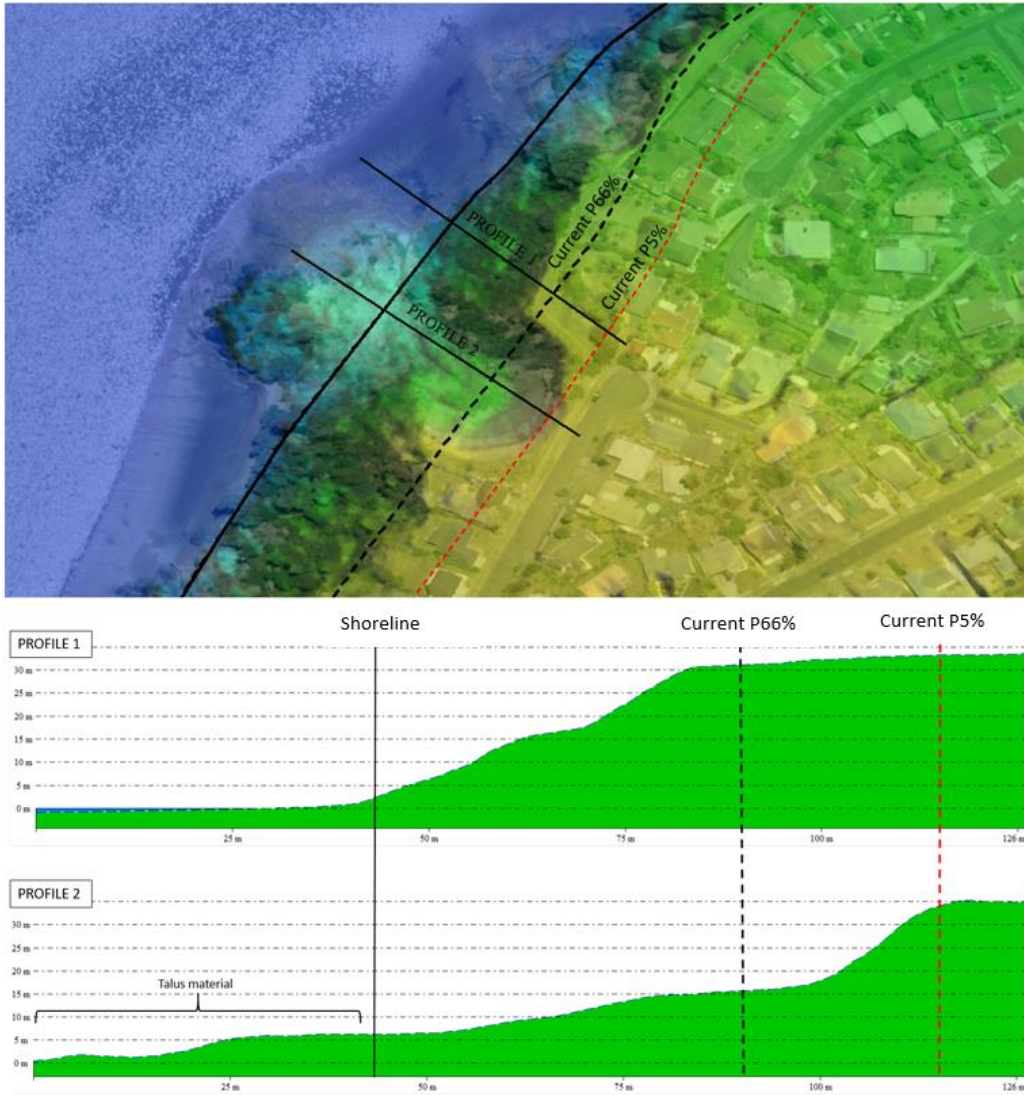 Current P66%
PROFILE 1
Current P5%
PROFILE 2
Shoreline
Current P66%
Current P5%
PROFILE 1
30 m
25 m
20 m
15 m
10 m
5 m
0 m
25 m
50 m
75 m
100 m
126 m
PROFILE 2
30 m
25 m
20 m
Talus material
15 m
10 m
5 m
0 m
25 m
50 m
75 m
100 m
126 m